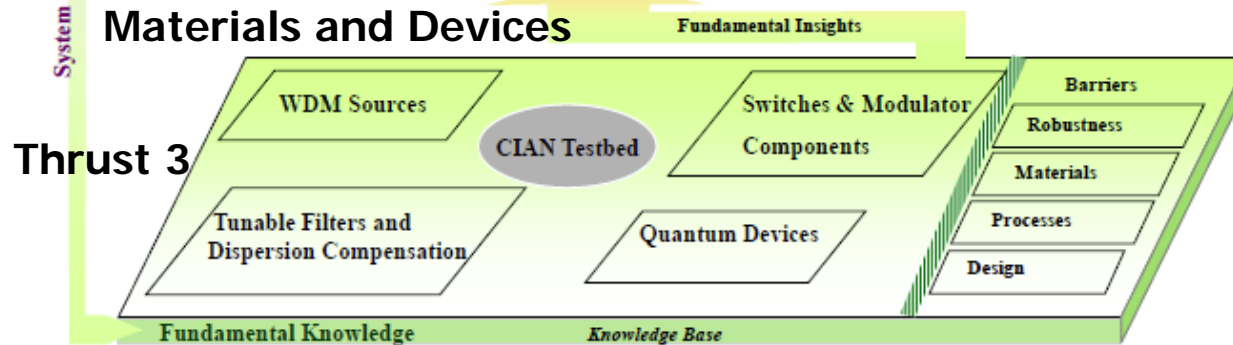 System
Materials and Devices
Fundamental Insights
WDM Sources
CIAN Testbed
Switches & Modulator
Components
Barriers
Robustness
Materials
Processes
Design
Thrust 3
Tunable Filters and
Dispersion Compensation
Quantum Devices
Fundamental Knowledge
Knowledge Base